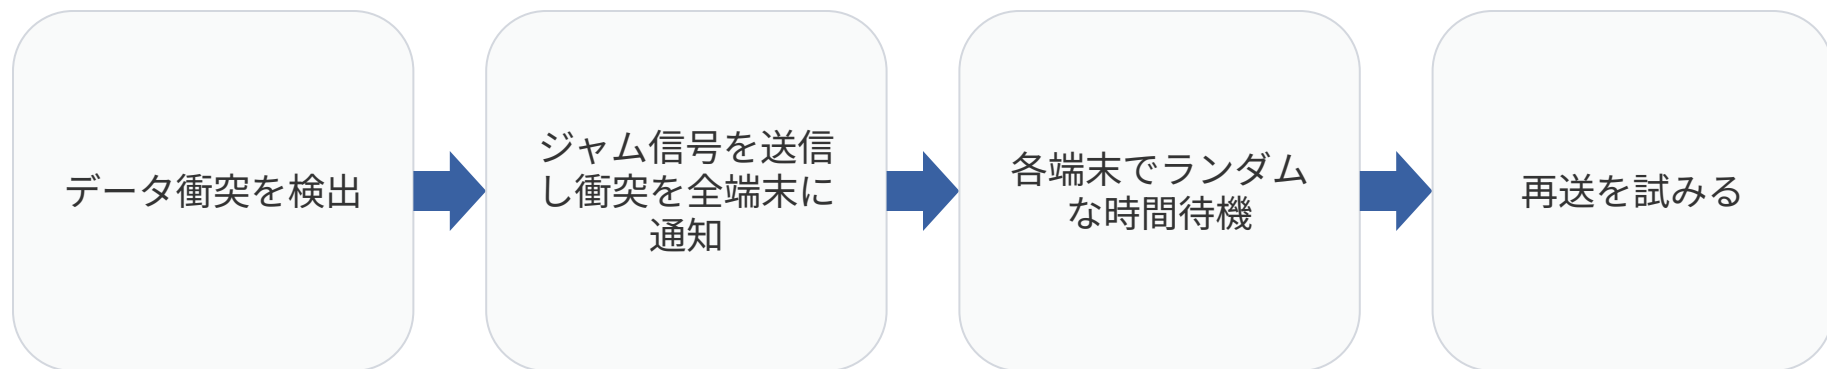 データ衝突を検出
ジャム信号を送信
し衝突を全端末に
通知
各端末でランダム
な時間待機
再送を試みる